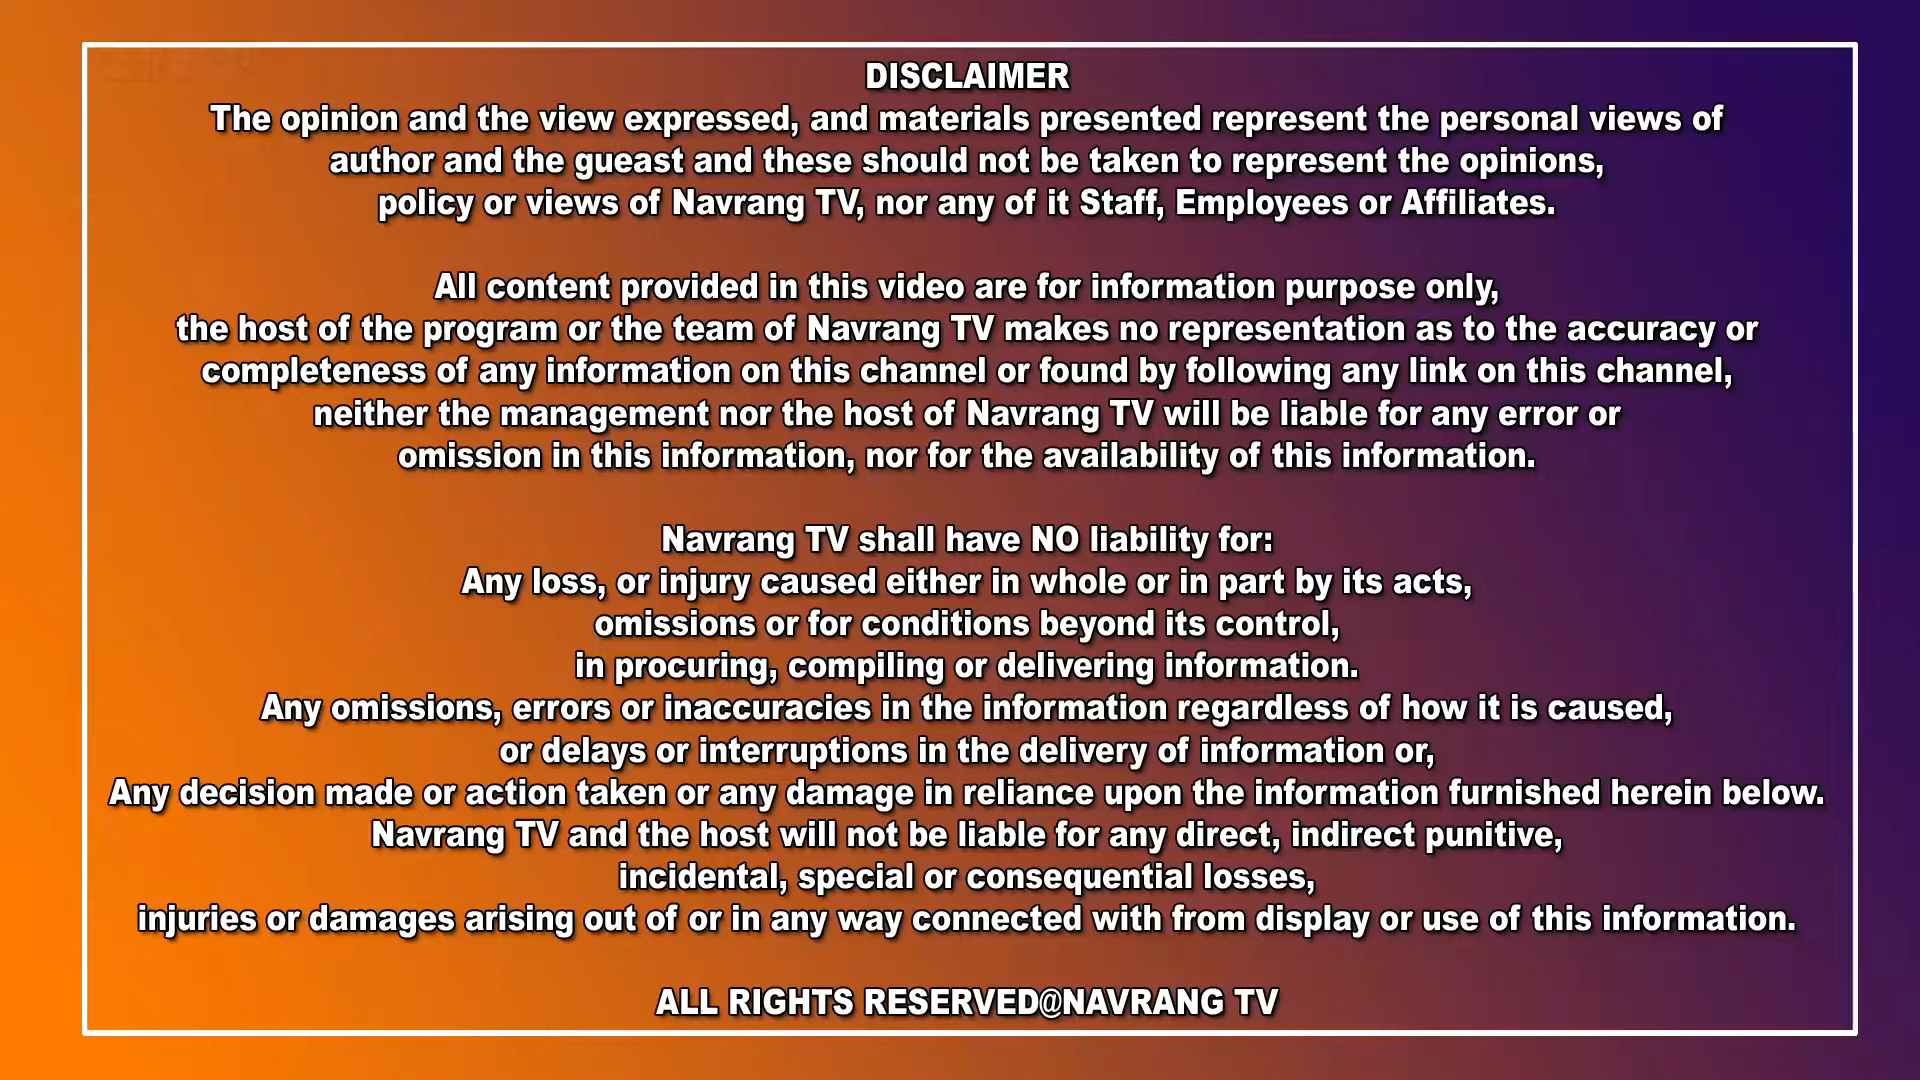 DISCLAIMER
The opinion and the view expressed, and materials presented represent the personal views of
author and the gueast and these should not be taken to represent the opinions,
policy or views of Navrang TV, nor any of it Staff, Employees or Affiliates.
All content provided in this video are for information purpose only,
the host of the program or the team of Navrang TV makes no representation as to the accuracy or
completeness of any information on this channel or found by following any link on this channel,
neither the management nor the host of Navrang TV will be liable for any error or
omission in this information, nor for the availability of this information.
Navrang TV shall have NO liability for:
Any loss, or injury caused either in whole or in part by its acts,
omissions or for conditions beyond its control,
in procuring, compiling or delivering information.
Any omissions, errors or inaccuracies in the information regardless of how it is caused,
or delays or interruptions in the delivery of information or,
Any decision made or action taken or any damage in reliance upon the information furnished herein below.
Navrang TV and the host will not be liable for any direct, indirect punitive,
incidental, special or consequential losses,
injuries or damages arising out of or in any way connected with from display or use of this information.
ALL RIGHTS RESERVED@NAVRANG TV